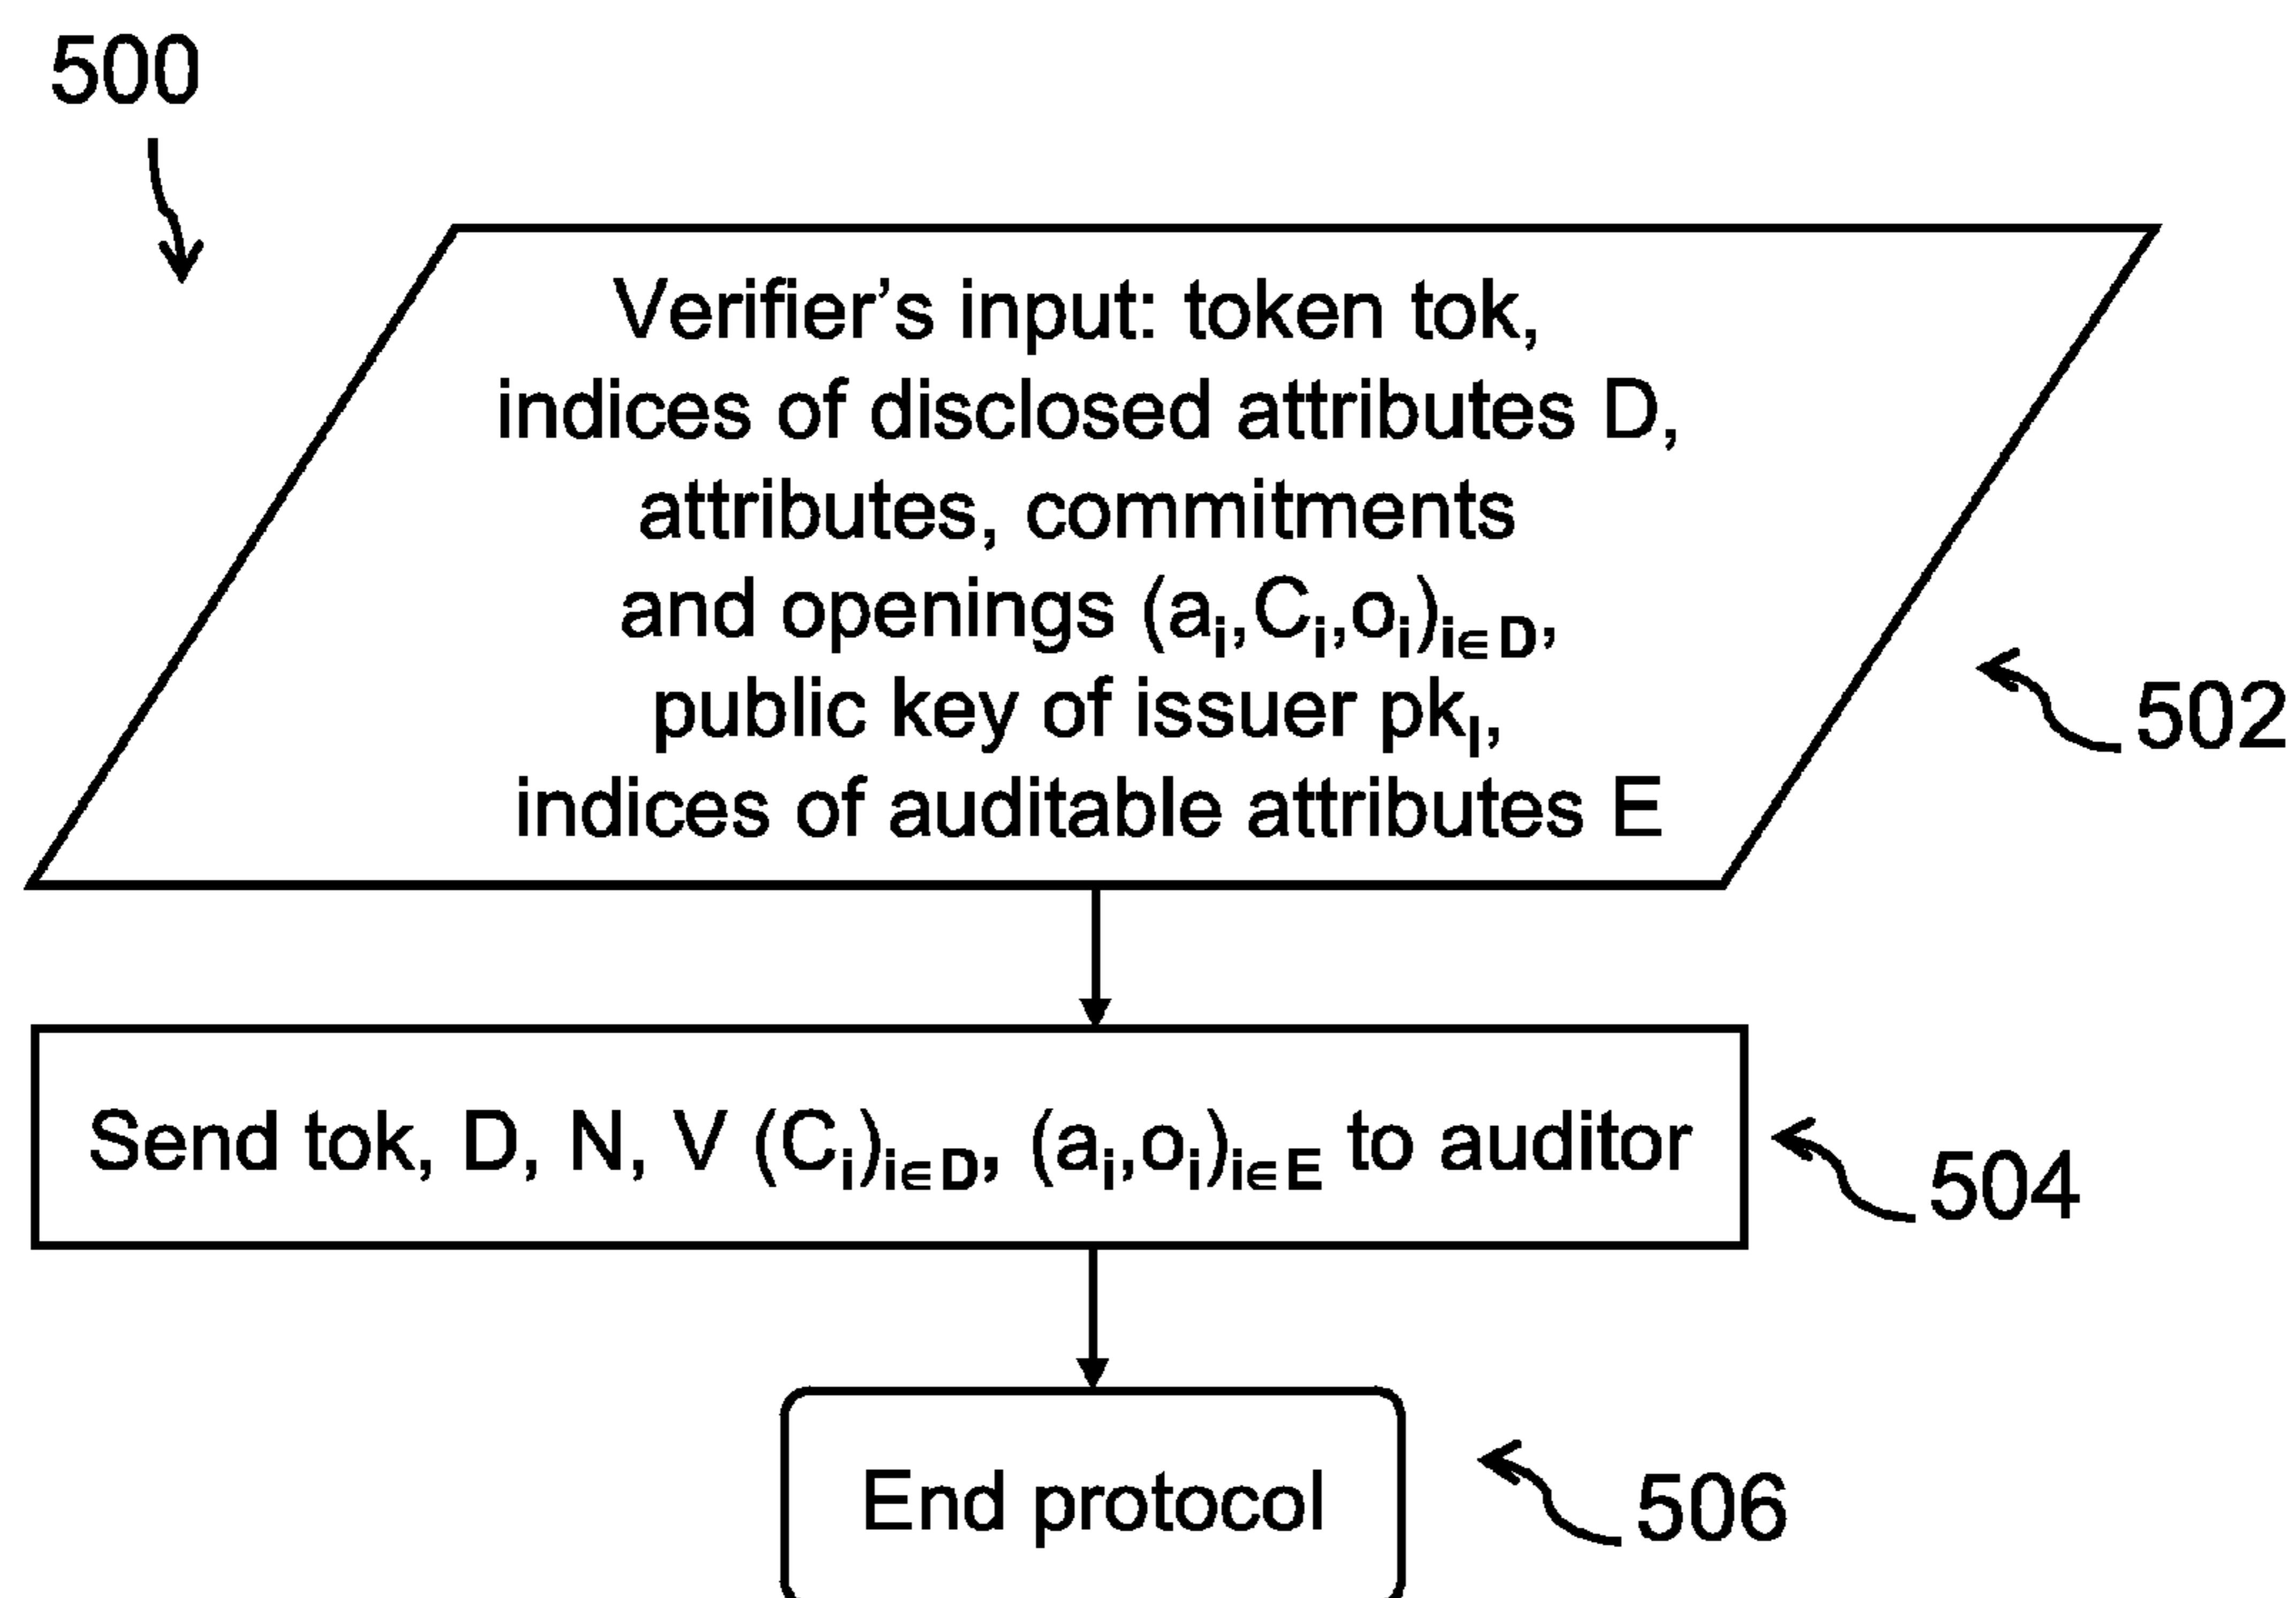 500
Verifier's input: token tok,
indices of disclosed attributes D,
attributes, commitments
and openings (aᵢ,Cᵢ,oᵢ)ᵢ∈D,
public key of issuer pkI,
indices of auditable attributes E
502
Send tok, D, N, V (Cᵢ)ᵢ∈D, (aᵢ,oᵢ)ᵢ∈E to auditor
504
End protocol
506